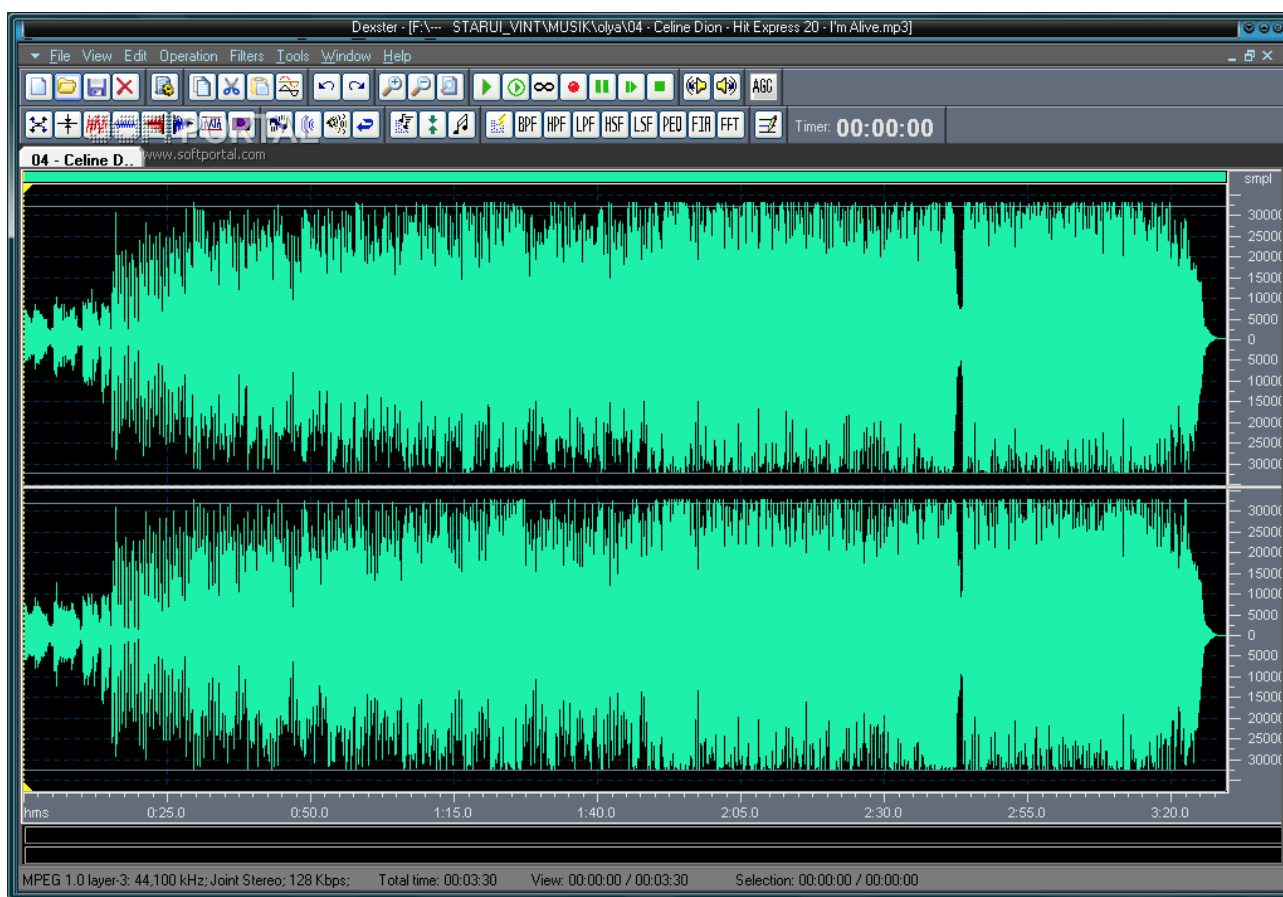 Dexster - [F:\--- STARUI_VINT\MUSIK\olya\04 - Celine Dion - Hit Express 20 - I'm Alive.mp3]
File View Edit Operation Filters Tools Window Help
AGC
BPF HPF LPF HSF LSF PEQ FIR FFT Timer: 00:00:00
PORTAL
04 - Celine D.. www.softportal.com
smpl
30000
25000
20000
15000
10000
5000
0
5000
10000
15000
20000
25000
30000
30000
25000
20000
15000
10000
5000
0
5000
10000
15000
20000
25000
30000
hms 0:25.0 0:50.0 1:15.0 1:40.0 2:05.0 2:30.0 2:55.0 3:20.0
MPEG 1.0 layer-3: 44,100 kHz; Joint Stereo; 128 Kbps; Total time: 00:03:30 View: 00:00:00 / 00:03:30 Selection: 00:00:00 / 00:00:00